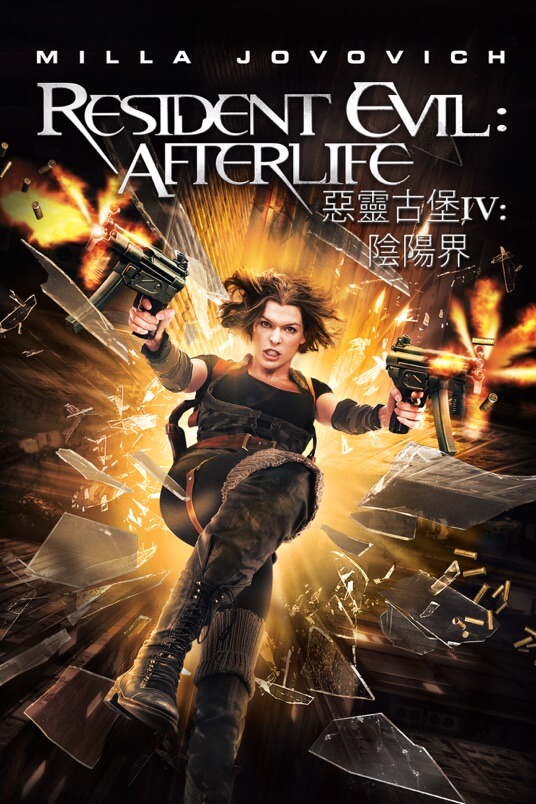 MILLA JOVOVICH
RESIDENT EVIL:
AFTERLIFE
惡靈古堡IV:
陰陽界